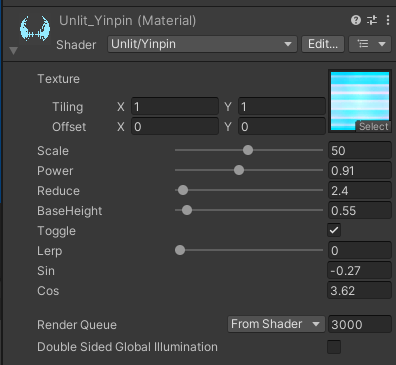 Unlit_Yinpin (Material)
Shader Unlit/Yinpin Edit...
Texture
Tiling X 1 Y 1
Offset X 0 Y 0
Select
Scale 50
Power 0.91
Reduce 2.4
BaseHeight 0.55
Toggle
Lerp 0
Sin -0.27
Cos 3.62
Render Queue From Shader 3000
Double Sided Global Illumination